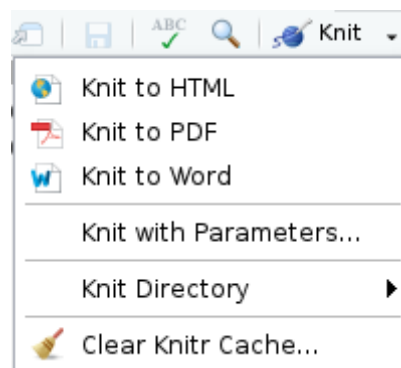 ABC
Knit
Knit to HTML
Knit to PDF
Knit to Word
Knit with Parameters...
Knit Directory
Clear Knitr Cache...